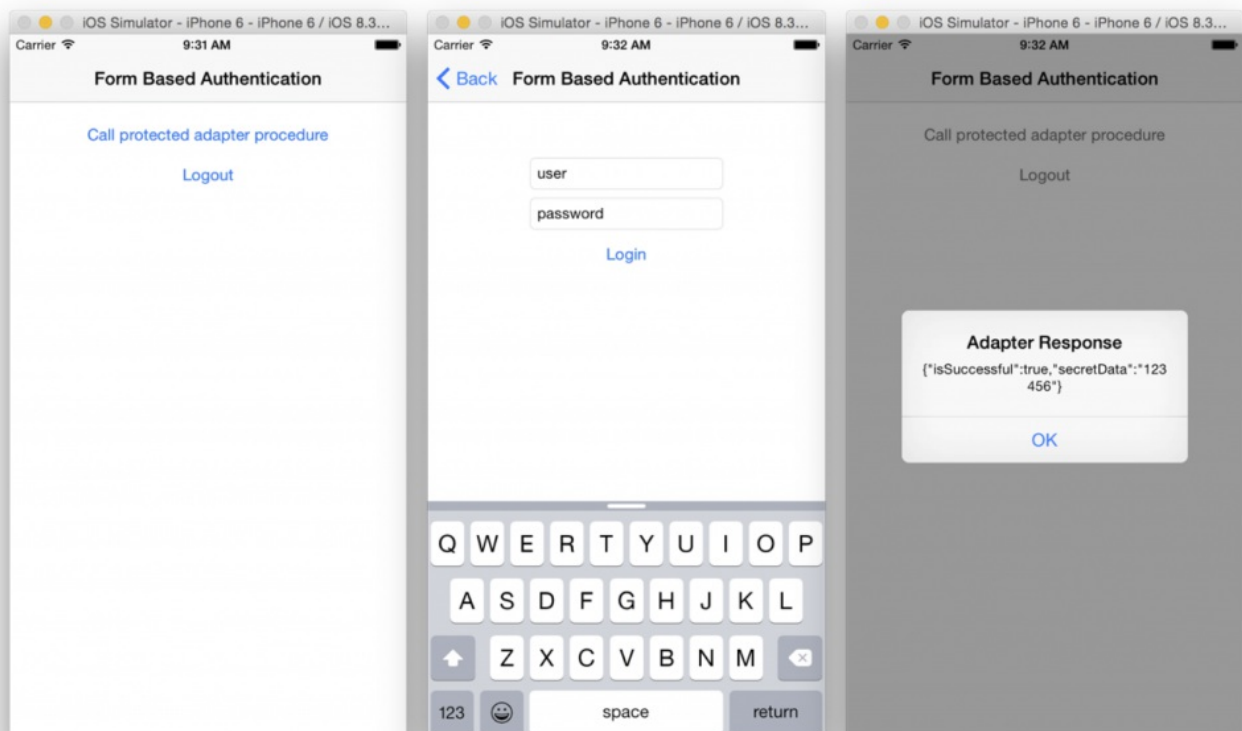 iOS Simulator - iPhone 6 - iPhone 6 / iOS 8.3...
Carrier 9:31 AM
Form Based Authentication
Call protected adapter procedure
Logout
iOS Simulator - iPhone 6 - iPhone 6 / iOS 8.3...
Carrier 9:32 AM
Back Form Based Authentication
user
password
Login
Q W E R T Y U I O P
A S D F G H J K L
Z X C V B N M
123 space return
iOS Simulator - iPhone 6 - iPhone 6 / iOS 8.3...
Carrier 9:32 AM
Form Based Authentication
Call protected adapter procedure
Logout
Adapter Response
{"isSuccessful":true,"secretData":"123
456"}
OK